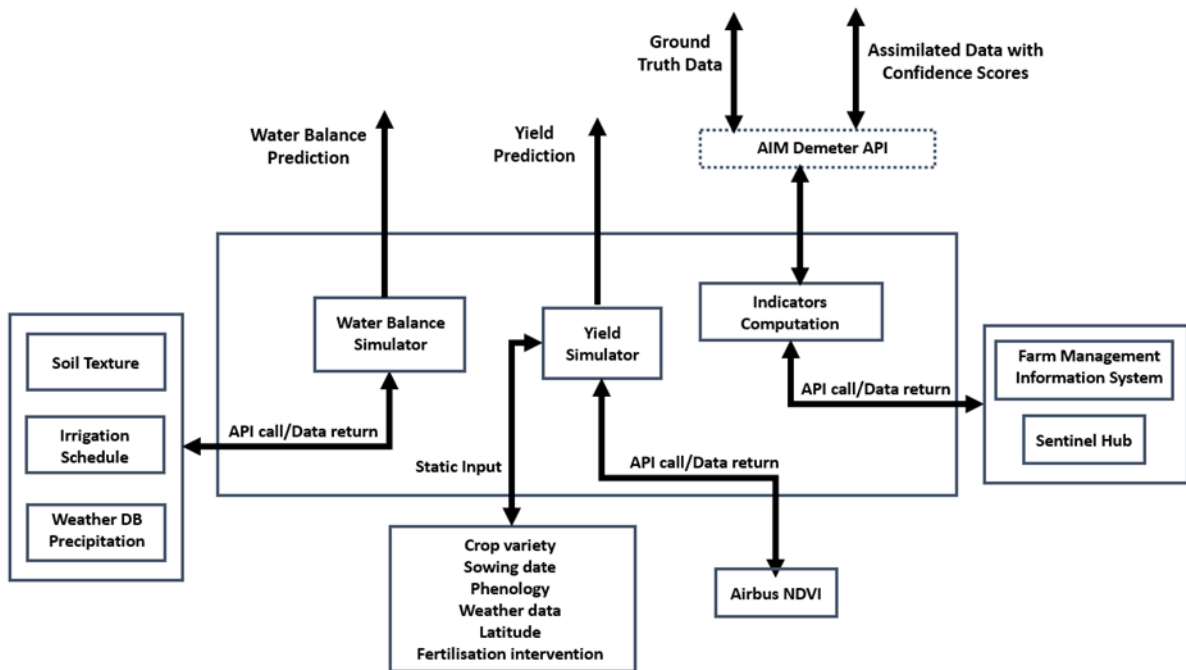 Ground
Truth Data
Assimilated Data with
Confidence Scores
Water Balance
Prediction
Yield
Prediction
AIM Demeter API
Water Balance
Simulator
Yield
Simulator
Indicators
Computation
Soil Texture
Irrigation
Schedule
Weather DB
Precipitation
API call/Data return
Static Input
API call/Data return
API call/Data return
Farm Management
Information System
Sentinel Hub
Crop variety
Sowing date
Phenology
Weather data
Latitude
Fertilisation intervention
Airbus NDVI